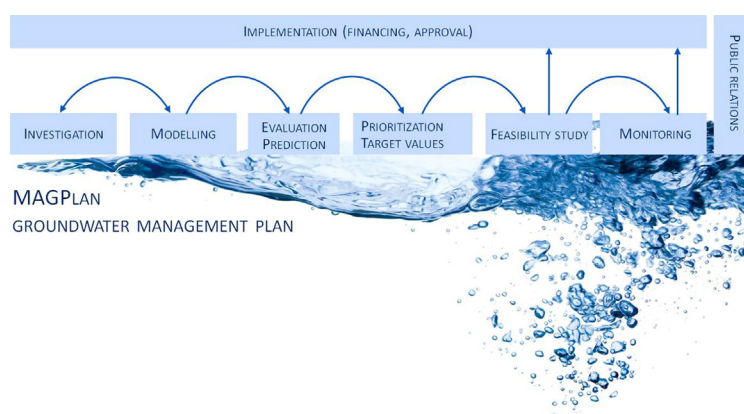 IMPLEMENTATION (FINANCING, APPROVAL)
PUBLIC RELATIONS
INVESTIGATION
MODELLING
EVALUATION
PREDICTION
PRIORITIZATION
TARGET VALUES
FEASIBILITY STUDY
MONITORING
MAGPLAN
GROUNDWATER MANAGEMENT PLAN